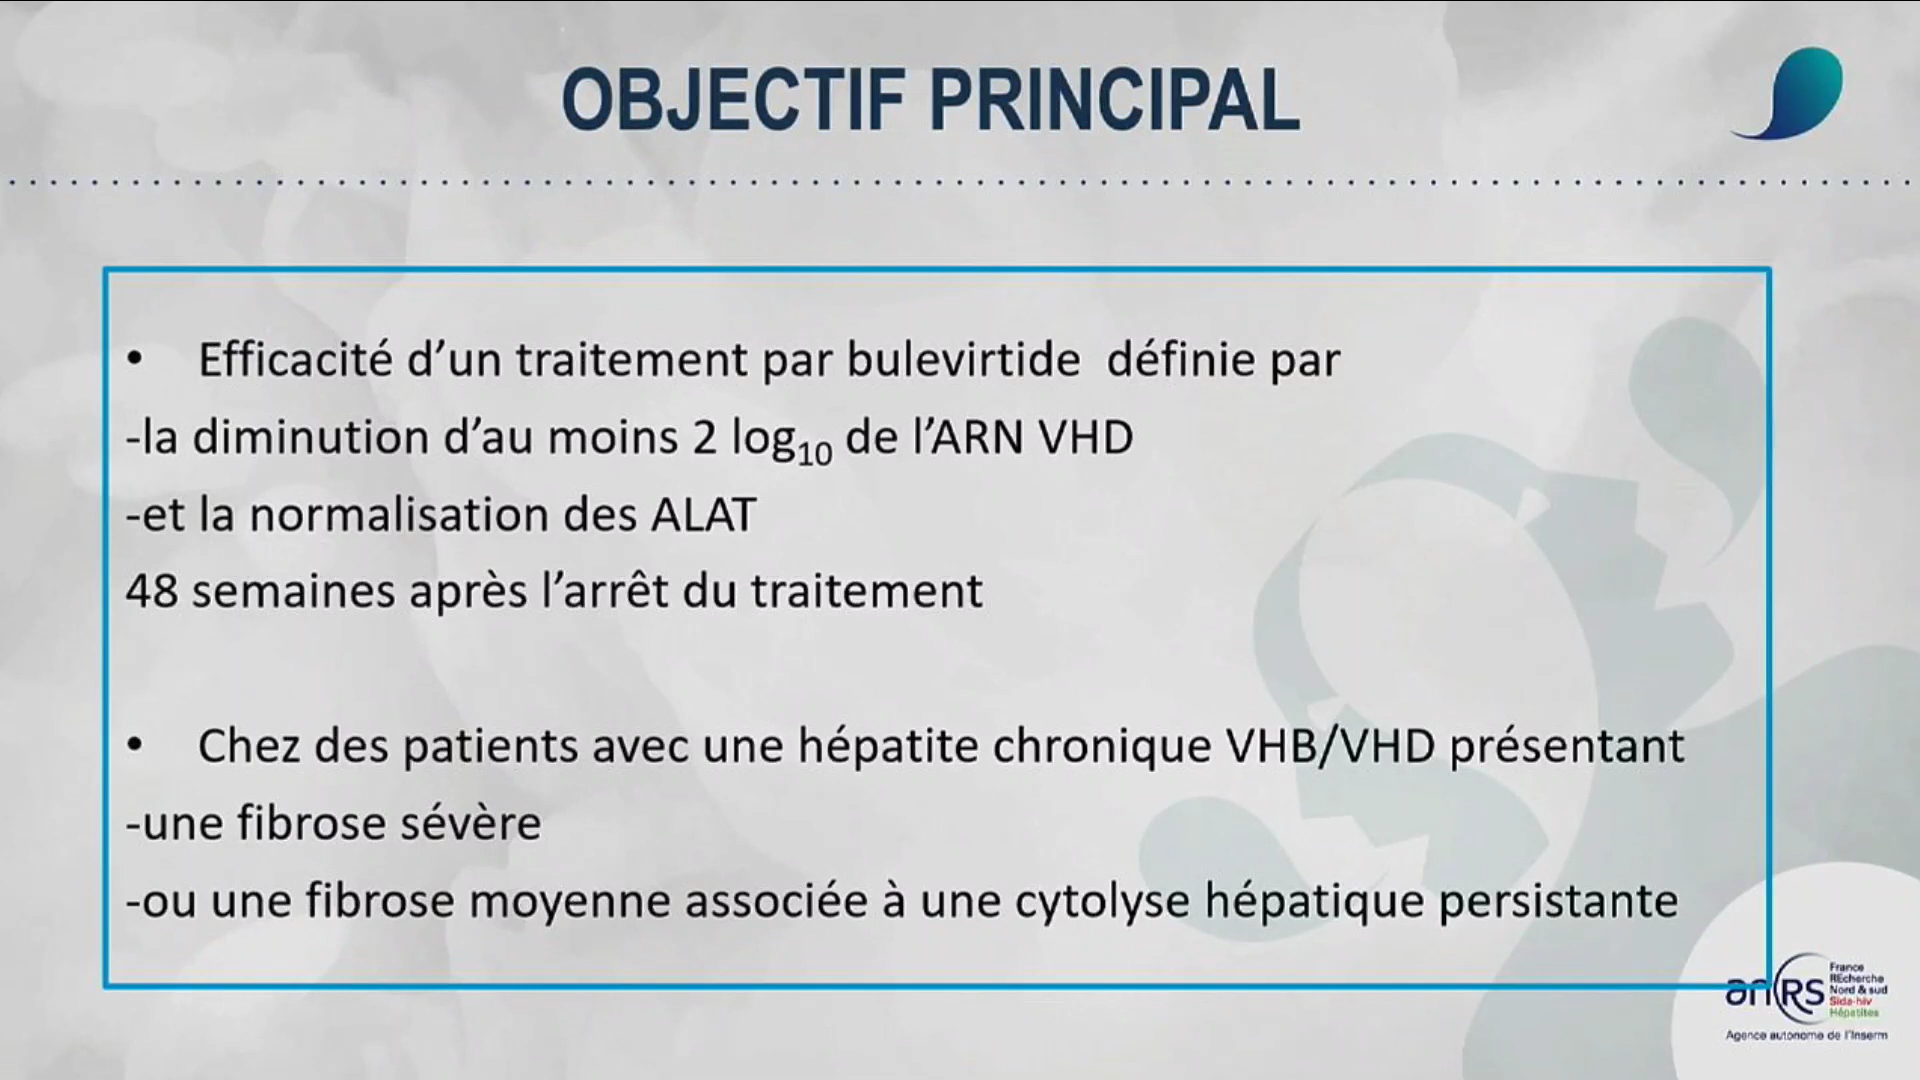 OBJECTIF PRINCIPAL
• Efficacité d’un traitement par bulevirtide  définie par
-la diminution d’au moins 2 log₁₀ de l’ARN VHD
-et la normalisation des ALAT
48 semaines après l’arrêt du traitement
• Chez des patients avec une hépatite chronique VHB/VHD présentant
-une fibrose sévère
-ou une fibrose moyenne associée à une cytolyse hépatique persistante
anRS
France
REcherche
Nord & sud
Sida-hiv
Hépatites
Agence autonome de l'Inserm